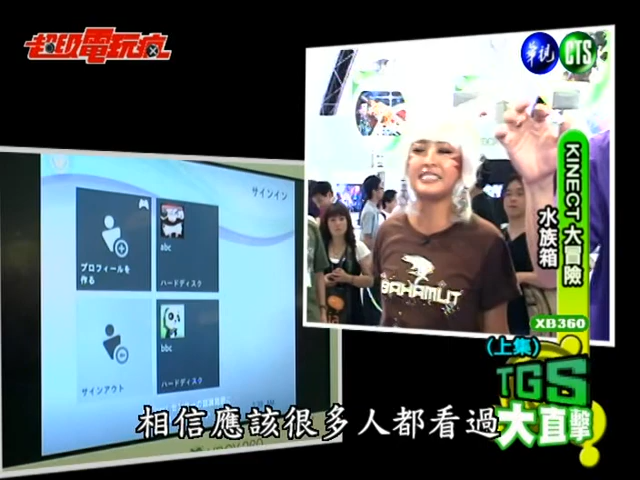 超級電玩瘋
華視 CTS
サインイン
プロフィールを
作る
abc
ハードディスク
サインアウト
bbc
ハードディスク
BAHAMUT
KINECT大冒險
水族箱
XB360
(上集)
TGS
大直擊
相信應該很多人都看過